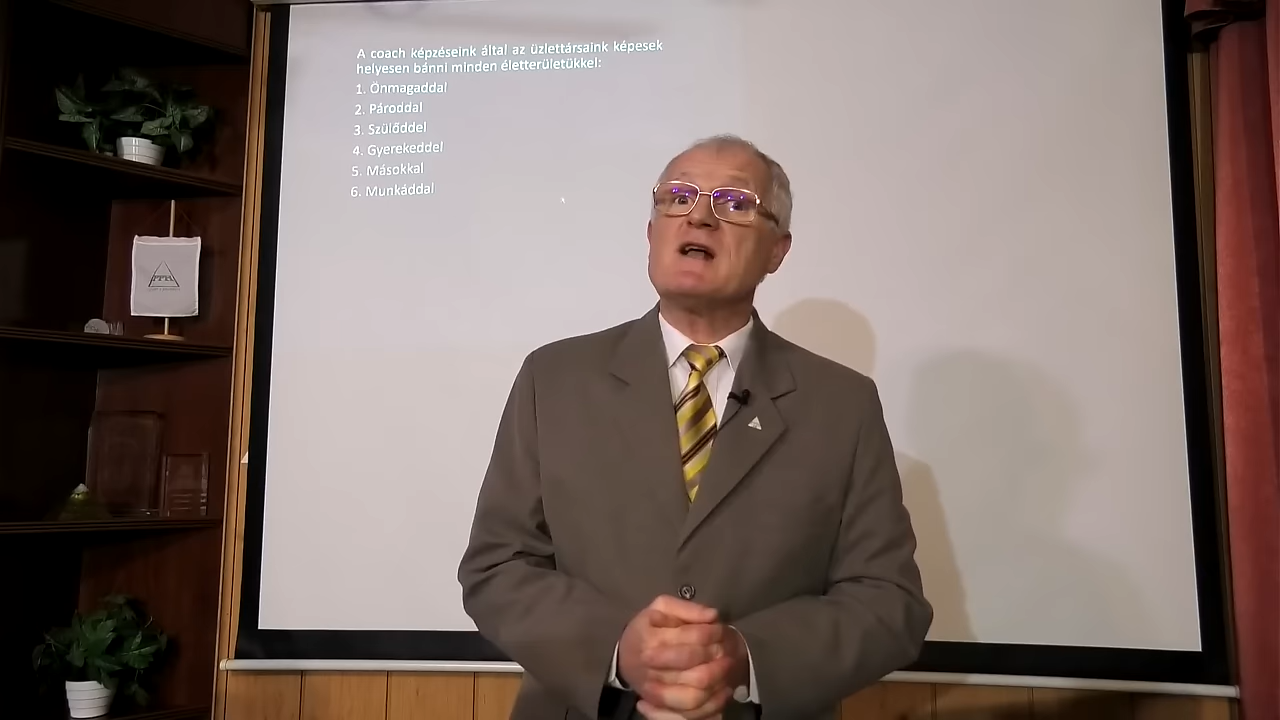 A coach képzéseink által az üzlettársaink képesek
helyesen bánni minden életterületükkel:
1. Önmagaddal
2. Pároddal
3. Szülőddel
4. Gyerekeddel
5. Másokkal
6. Munkáddal